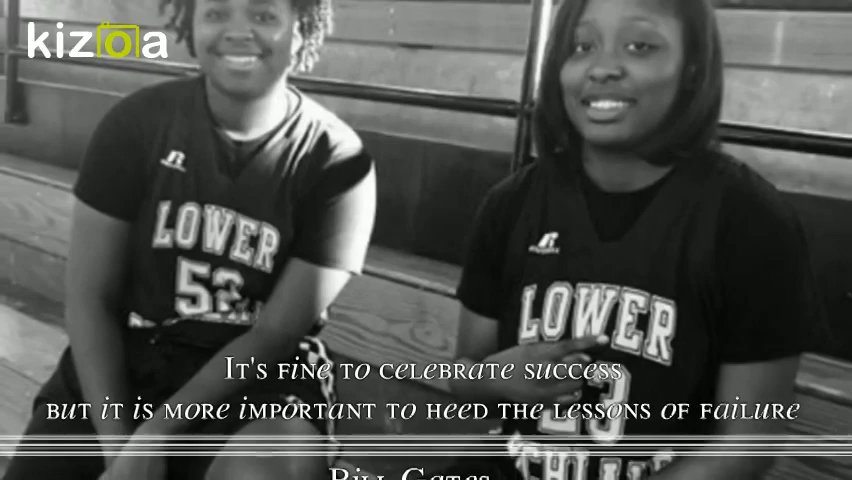 kizoa
LOWER
52
LOWER
23
It's fine to celebrate success
but it is more important to heed the lessons of failure
Bill Gates